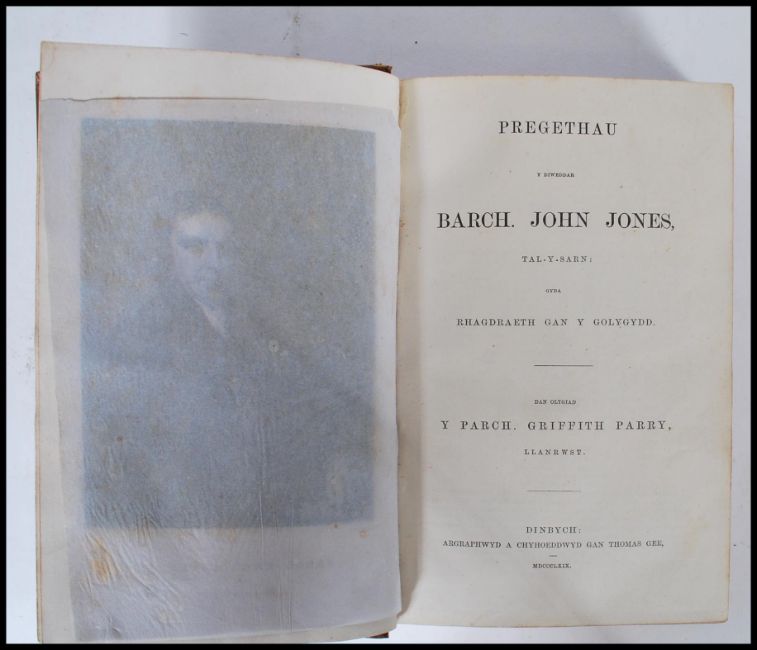 PREGETHAU
Y DIWEDDAR
BARCH. JOHN JONES,
TAL-Y-SARN:
GYDA
RHAGDRAETH GAN Y GOLYGYDD.
DAN OLYGIAD
Y PARCH. GRIFFITH PARRY,
LLANRWST.
DINBYCH:
ARGRAPHWYD A CHYHOEDDWYD GAN THOMAS GEE,
MDCCCLXIX.